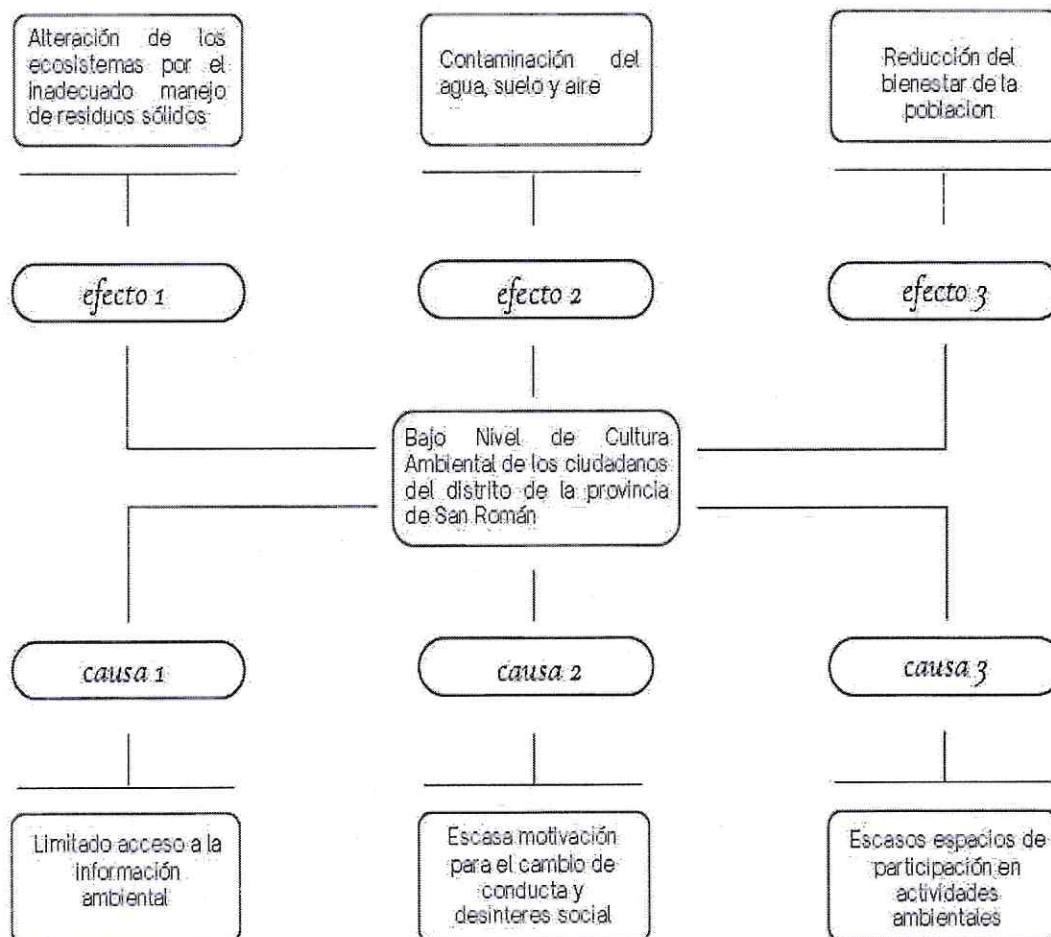 Alteración de los
ecosistemas por el
inadecuado manejo
de residuos sólidos
Contaminación del
agua, suelo y aire
Reducción del
bienestar de la
poblacion
efecto 1
efecto 2
efecto 3
Bajo Nivel de Cultura
Ambiental de los ciudadanos
del distrito de la provincia
de San Román
causa 1
causa 2
causa 3
Limitado acceso a la
información
ambiental
Escasa motivación
para el cambio de
conducta y
desinteres social
Escasos espacios de
participación en
actividades
ambientales